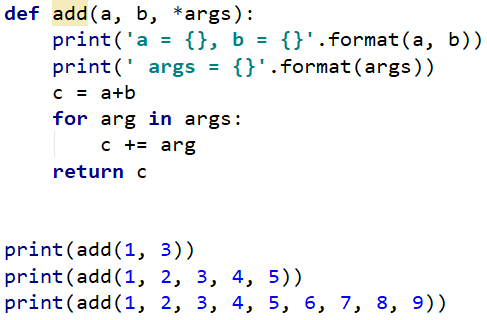 def add(a, b, *args):
    print('a = {}, b = {}'.format(a, b))
    print(' args = {}'.format(args))
    c = a+b
    for arg in args:
        c += arg
    return c
print(add(1, 3))
print(add(1, 2, 3, 4, 5))
print(add(1, 2, 3, 4, 5, 6, 7, 8, 9))